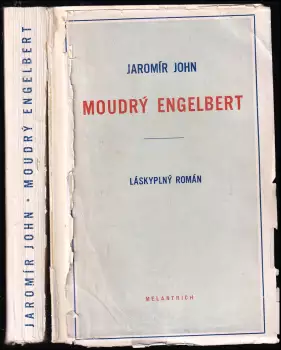 JAROMÍR JOHN • MOUDRÝ ENGELBERT
JAROMÍR JOHN
MOUDRÝ ENGELBERT
LÁSKYPLNÝ ROMÁN
MELANTRICH